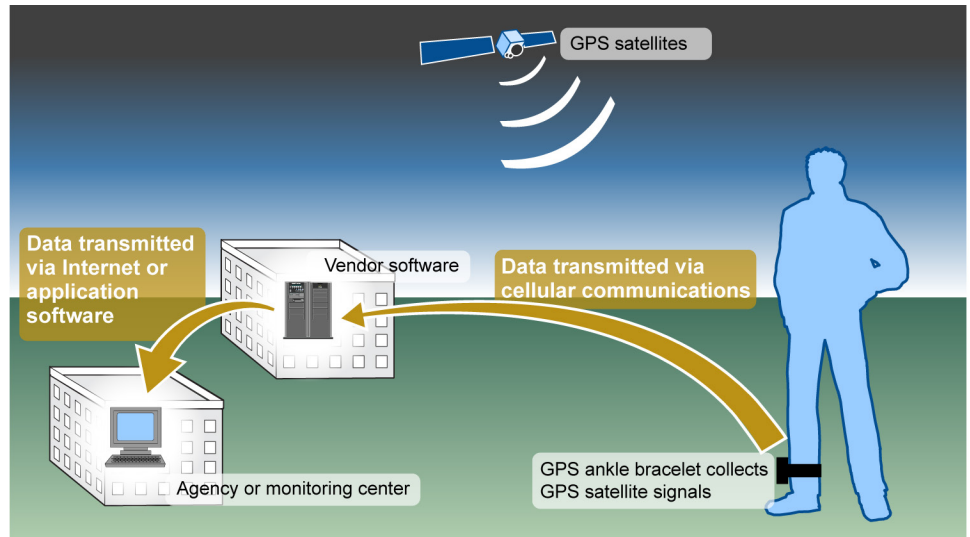 GPS satellites
Data transmitted
via Internet or
application
software
Vendor software
Data transmitted via
cellular communications
Agency or monitoring center
GPS ankle bracelet collects
GPS satellite signals